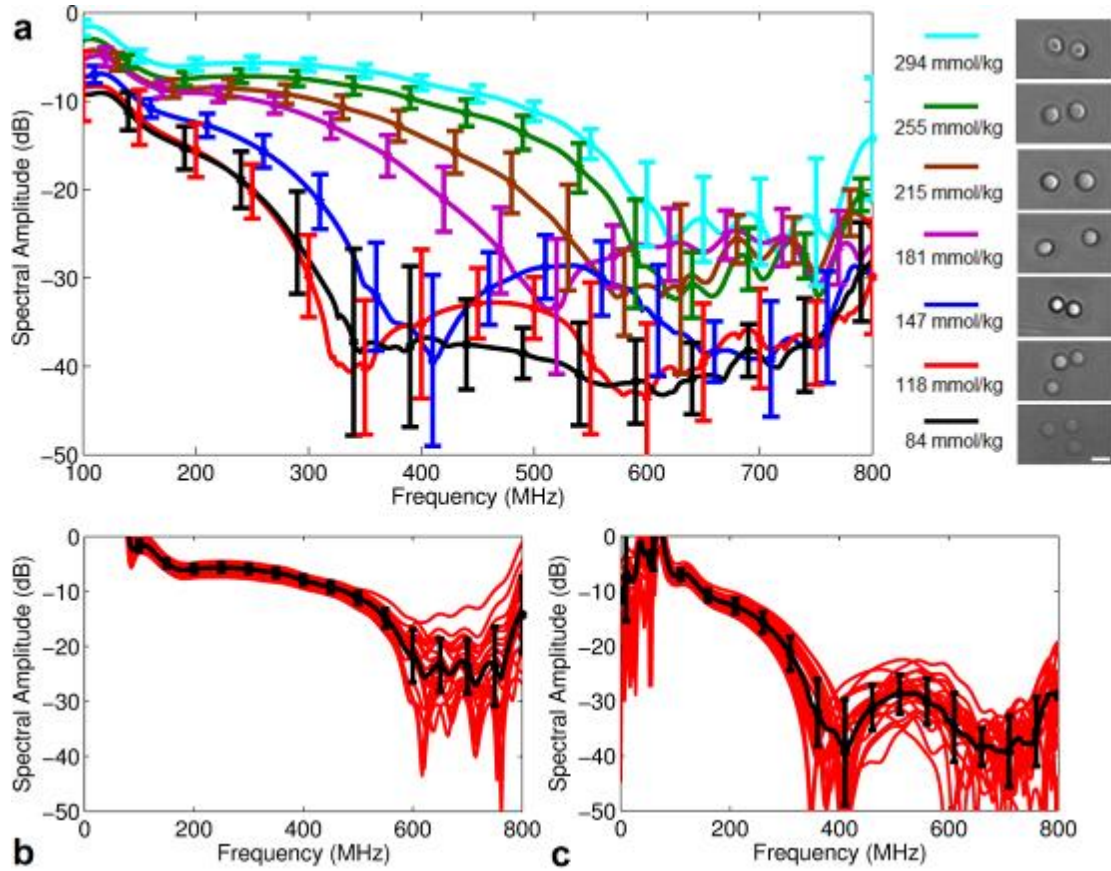 a
0
-10
-20
-30
-40
-50
Spectral Amplitude (dB)
100 200 300 400 500 600 700 800
Frequency (MHz)
294 mmol/kg
255 mmol/kg
215 mmol/kg
181 mmol/kg
147 mmol/kg
118 mmol/kg
84 mmol/kg
0
-10
-20
-30
-40
-50
Spectral Amplitude (dB)
0 200 400 600 800
Frequency (MHz)
b
0
-10
-20
-30
-40
-50
Spectral Amplitude (dB)
0 200 400 600 800
Frequency (MHz)
c